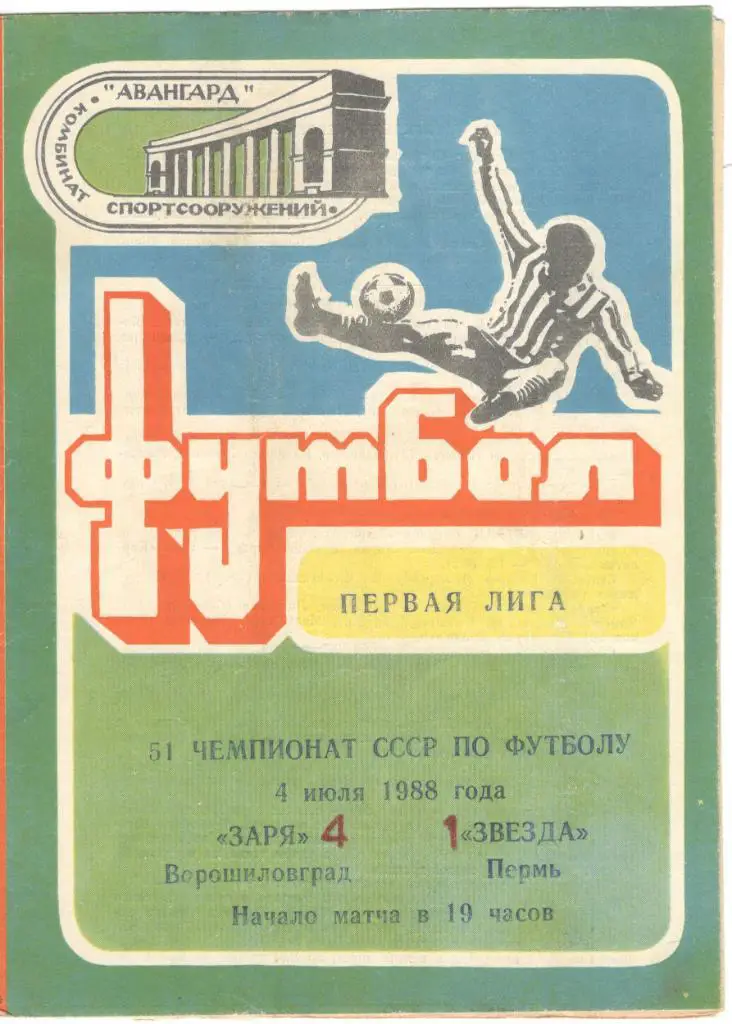 "АВАНГАРД"
• КОМБИНАТ
СПОРТСООРУЖЕНИЙ •
футбол
ПЕРВАЯ ЛИГА
51 ЧЕМПИОНАТ СССР ПО ФУТБОЛУ
4 июля 1988 года
«ЗАРЯ» 4 1 «ЗВЕЗДА»
Ворошиловград Пермь
Начало матча в 19 часов